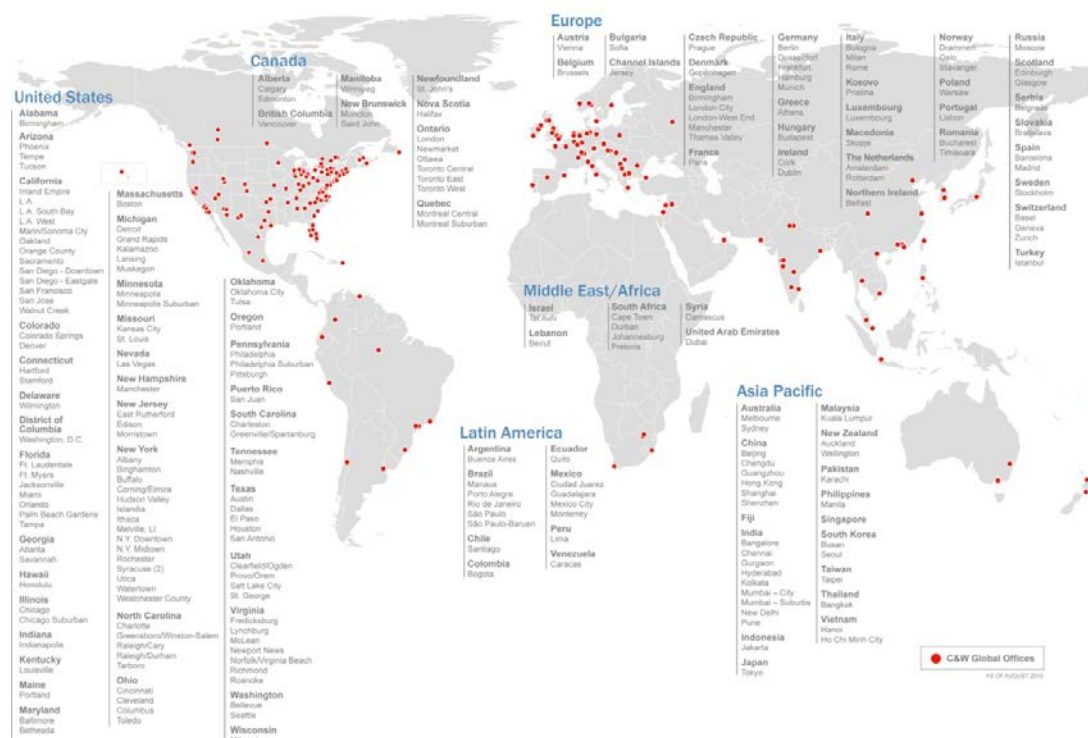 Europe
Austria
Vienna
Belgium
Brussels
Bulgaria
Sofia
Channel Islands
Jersey
Czech Republic
Prague
Denmark
Copenhagen
England
Birmingham
London City
London-West End
Manchester
Thames Valley
France
Paris
Germany
Berlin
Dusseldorf
Frankfurt
Hamburg
Munich
Greece
Athens
Hungary
Budapest
Ireland
Cork
Dublin
Italy
Bologna
Milan
Rome
Kosovo
Pristina
Luxembourg
Luxembourg
Macedonia
Skopje
The Netherlands
Amsterdam
Rotterdam
Northern Ireland
Belfast
Norway
Drammen
Oslo
Stavanger
Poland
Warsaw
Portugal
Lisbon
Romania
Bucharest
Timisoara
Russia
Moscow
Scotland
Edinburgh
Glasgow
Serbia
Belgrade
Slovakia
Bratislava
Spain
Barcelona
Madrid
Sweden
Stockholm
Switzerland
Basel
Geneva
Zurich
Turkey
Istanbul
Canada
Alberta
Calgary
Edmonton
British Columbia
Vancouver
Manitoba
Winnipeg
New Brunswick
Moncton
Saint John
Newfoundland
St. John's
Nova Scotia
Halifax
Ontario
London
Newmarket
Ottawa
Toronto Central
Toronto East
Toronto West
Quebec
Montreal Central
Montreal Suburban
United States
Alabama
Birmingham
Arizona
Phoenix
Tempe
Tucson
California
Inland Empire
L.A.
L.A. South Bay
L.A. West
Marin/Sonoma City
Oakland
Orange County
Sacramento
San Diego - Downtown
San Diego - Eastgate
San Francisco
San Jose
Walnut Creek
Colorado
Colorado Springs
Denver
Connecticut
Hartford
Stamford
Delaware
Wilmington
District of
Columbia
Washington, D.C.
Florida
Ft. Lauderdale
Ft. Myers
Jacksonville
Miami
Orlando
Palm Beach Gardens
Tampa
Georgia
Atlanta
Savannah
Hawaii
Honolulu
Illinois
Chicago
Chicago Suburban
Indiana
Indianapolis
Kentucky
Louisville
Maine
Portland
Maryland
Baltimore
Bethesda
Massachusetts
Boston
Michigan
Detroit
Grand Rapids
Kalamazoo
Lansing
Muskegon
Minnesota
Minneapolis
Minneapolis Suburban
Missouri
Kansas City
St. Louis
Nevada
Las Vegas
New Hampshire
Manchester
New Jersey
East Rutherford
Edison
Morristown
New York
Albany
Binghamton
Buffalo
Corning/Elmira
Hudson Valley
Islandia
Ithaca
Melville, LI
N.Y. Downtown
N.Y. Midtown
Rochester
Syracuse (2)
Utica
Watertown
Westchester County
North Carolina
Charlotte
Greensboro/Winston-Salem
Raleigh/Cary
Raleigh/Durham
Tarboro
Ohio
Cincinnati
Cleveland
Columbus
Toledo
Oklahoma
Oklahoma City
Tulsa
Oregon
Portland
Pennsylvania
Philadelphia
Philadelphia Suburban
Pittsburgh
Puerto Rico
San Juan
South Carolina
Charleston
Greenville/Spartanburg
Tennessee
Memphis
Nashville
Texas
Austin
Dallas
El Paso
Houston
San Antonio
Utah
Clearfield/Ogden
Provo/Orem
Salt Lake City
St. George
Virginia
Fredicksburg
Lynchburg
McLean
Newport News
Norfolk/Virginia Beach
Richmond
Roanoke
Washington
Bellevue
Seattle
Wisconsin
Middle East/Africa
Israel
Tel Aviv
Lebanon
Beirut
South Africa
Cape Town
Durban
Johannesburg
Pretoria
Syria
Damascus
United Arab Emirates
Dubai
Latin America
Argentina
Buenos Aires
Brazil
Manaus
Porto Alegre
Rio de Janeiro
São Paulo
São Paulo-Barueri
Chile
Santiago
Colombia
Bogota
Ecuador
Quito
Mexico
Ciudad Juarez
Guadalajara
Mexico City
Monterrey
Peru
Lima
Venezuela
Caracas
Asia Pacific
Australia
Melbourne
Sydney
China
Beijing
Chengdu
Guangzhou
Hong Kong
Shanghai
Shenzhen
Fiji
India
Bangalore
Chennai
Gurgaon
Hyderabad
Kolkata
Mumbai – City
Mumbai – Suburbs
New Delhi
Pune
Indonesia
Jakarta
Japan
Tokyo
Malaysia
Kuala Lumpur
New Zealand
Auckland
Wellington
Pakistan
Karachi
Philippines
Manila
Singapore
South Korea
Busan
Seoul
Taiwan
Taipei
Thailand
Bangkok
Vietnam
Hanoi
Ho Chi Minh City
C&W Global Offices
AS OF AUGUST 2010